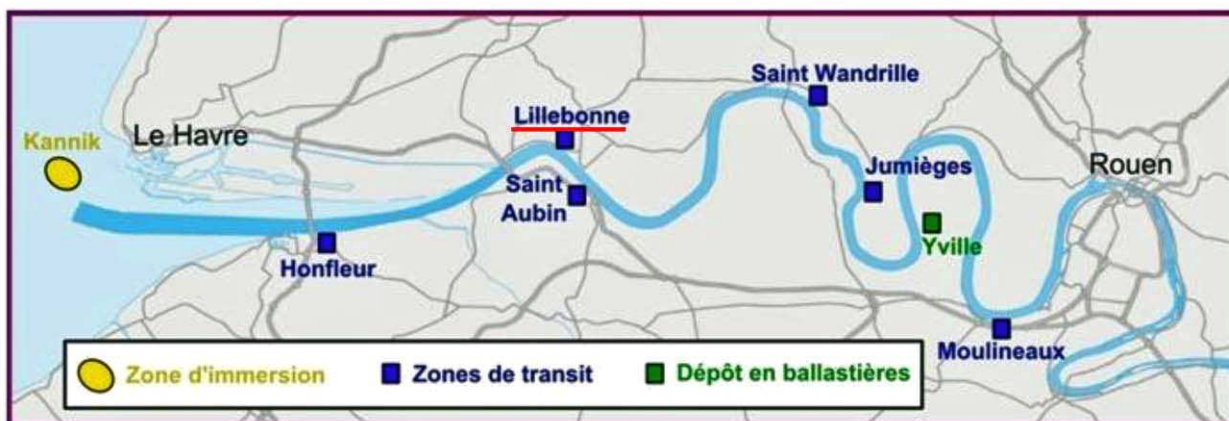 Saint Wandrille
Lillebonne
Le Havre
Kannik
Rouen
Jumièges
Saint
Aubin
Yville
Honfleur
Moulineaux
Zone d'immersion
Zones de transit
Dépôt en ballastières